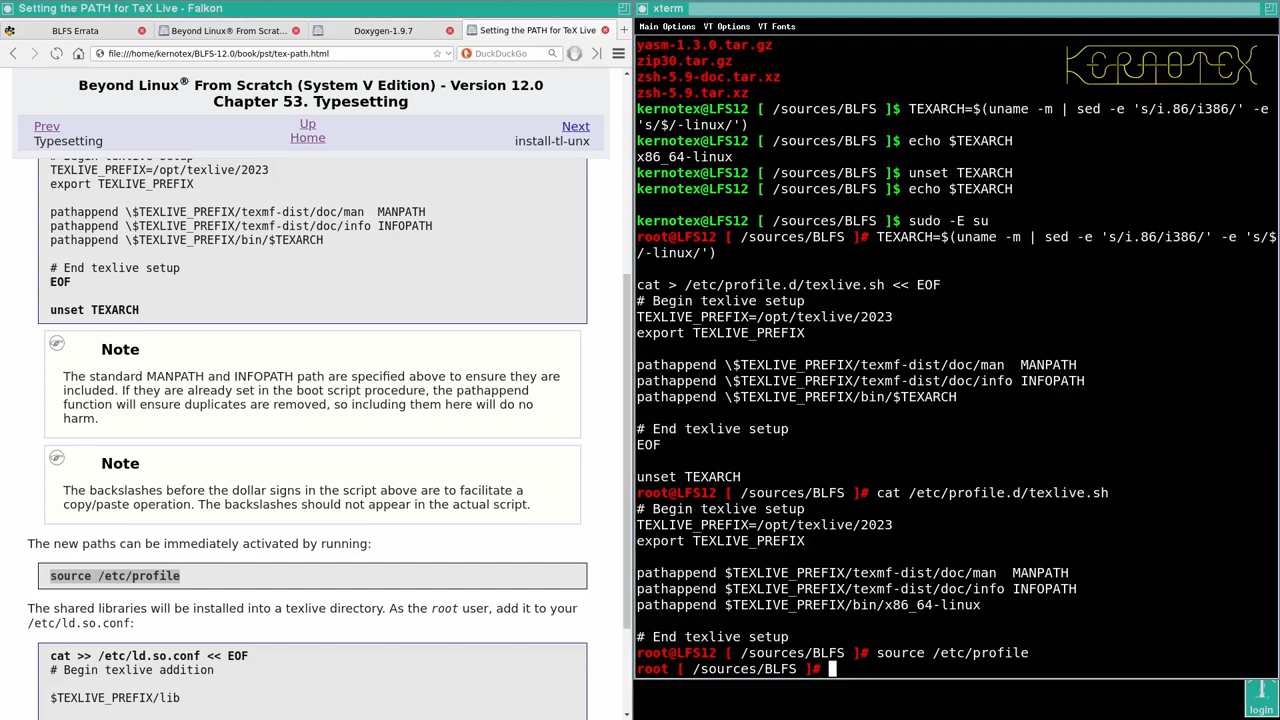 Setting the PATH for TeX Live - Falkon
BLFS Data
Beyond Linux® From Scrat...
Doxygen-1.9.7
Setting the PATH for TeX Live
file:///home/kernotex/BLFS-12.0/book/pst/tex-path.html
DuckDuckGo
Beyond Linux® From Scratch (System V Edition) - Version 12.0
Chapter 53. Typesetting
Prev
Up
Next
Typesetting
Home
install-tl-unx
# Begin texlive setup
TEXLIVE_PREFIX=/opt/texlive/2023
export TEXLIVE_PREFIX
pathappend \$TEXLIVE_PREFIX/texmf-dist/doc/man  MANPATH
pathappend \$TEXLIVE_PREFIX/texmf-dist/doc/info INFOPATH
pathappend \$TEXLIVE_PREFIX/bin/$TEXARCH
# End texlive setup
EOF
unset TEXARCH
Note
The standard MANPATH and INFOPATH path are specified above to ensure they are
included. If they are already set in the boot script procedure, the pathappend
function will ensure duplicates are removed, so including them here will do no
harm.
Note
The backslashes before the dollar signs in the script above are to facilitate a
copy/paste operation. The backslashes should not appear in the actual script.
The new paths can be immediately activated by running:
source /etc/profile
The shared libraries will be installed into a texlive directory. As the root user, add it to your
/etc/ld.so.conf:
cat >> /etc/ld.so.conf << EOF
# Begin texlive addition
$TEXLIVE_PREFIX/lib
xterm
Main Options  VT Options  VT Fonts
KERNOTEX
yasm-1.3.0.tar.gz
zip30.tar.gz
zsh-5.9-doc.tar.xz
zsh-5.9.tar.xz
kernotex@LFS12 [ /sources/BLFS ]$ TEXARCH=$(uname -m | sed -e 's/i.86/i386/' -e
's/$/-linux/')
kernotex@LFS12 [ /sources/BLFS ]$ echo $TEXARCH
x86_64-linux
kernotex@LFS12 [ /sources/BLFS ]$ unset TEXARCH
kernotex@LFS12 [ /sources/BLFS ]$ echo $TEXARCH
kernotex@LFS12 [ /sources/BLFS ]$ sudo -E su
root@LFS12 [ /sources/BLFS ]# TEXARCH=$(uname -m | sed -e 's/i.86/i386/' -e 's/$
/-linux/')
cat > /etc/profile.d/texlive.sh << EOF
# Begin texlive setup
TEXLIVE_PREFIX=/opt/texlive/2023
export TEXLIVE_PREFIX
pathappend \$TEXLIVE_PREFIX/texmf-dist/doc/man  MANPATH
pathappend \$TEXLIVE_PREFIX/texmf-dist/doc/info INFOPATH
pathappend \$TEXLIVE_PREFIX/bin/$TEXARCH
# End texlive setup
EOF
unset TEXARCH
root@LFS12 [ /sources/BLFS ]# cat /etc/profile.d/texlive.sh
# Begin texlive setup
TEXLIVE_PREFIX=/opt/texlive/2023
export TEXLIVE_PREFIX
pathappend $TEXLIVE_PREFIX/texmf-dist/doc/man  MANPATH
pathappend $TEXLIVE_PREFIX/texmf-dist/doc/info INFOPATH
pathappend $TEXLIVE_PREFIX/bin/x86_64-linux
# End texlive setup
root@LFS12 [ /sources/BLFS ]# source /etc/profile
root [ /sources/BLFS ]#
login